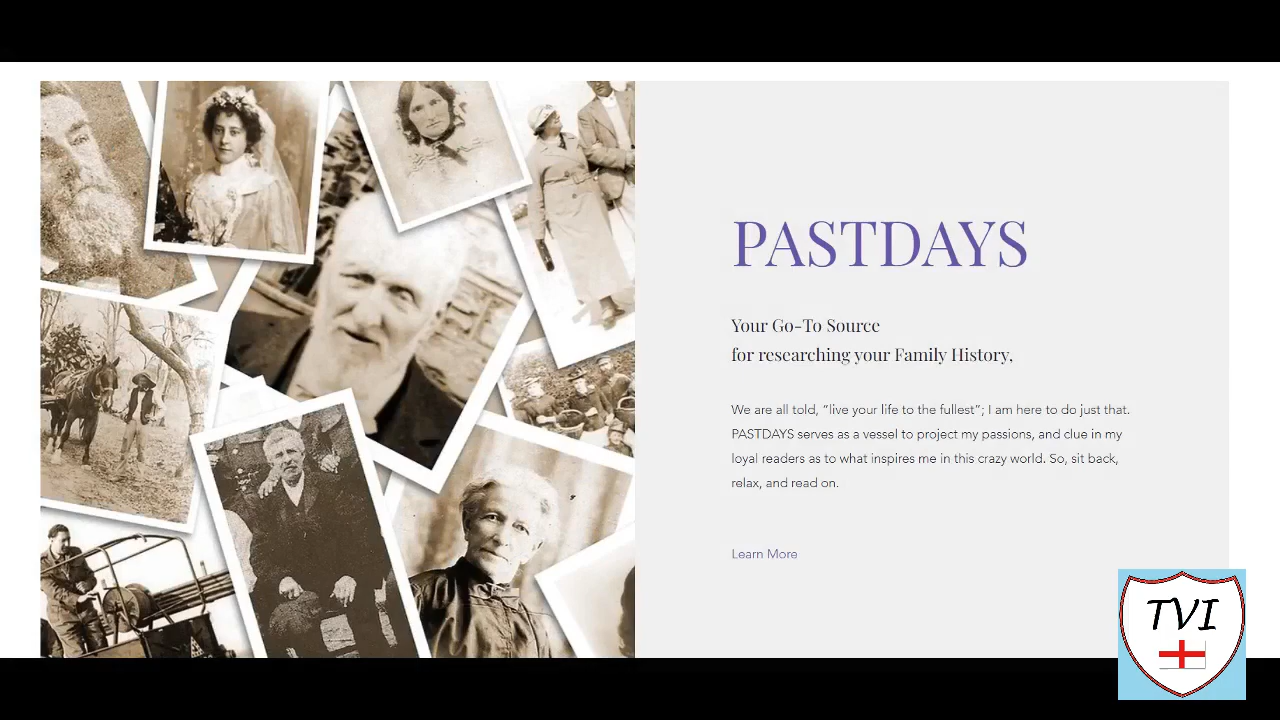 PASTDAYS
Your Go-To Source
for researching your Family History,
We are all told, “live your life to the fullest”; I am here to do just that.
PASTDAYS serves as a vessel to project my passions, and clue in my
loyal readers as to what inspires me in this crazy world. So, sit back,
relax, and read on.
Learn More
TVI